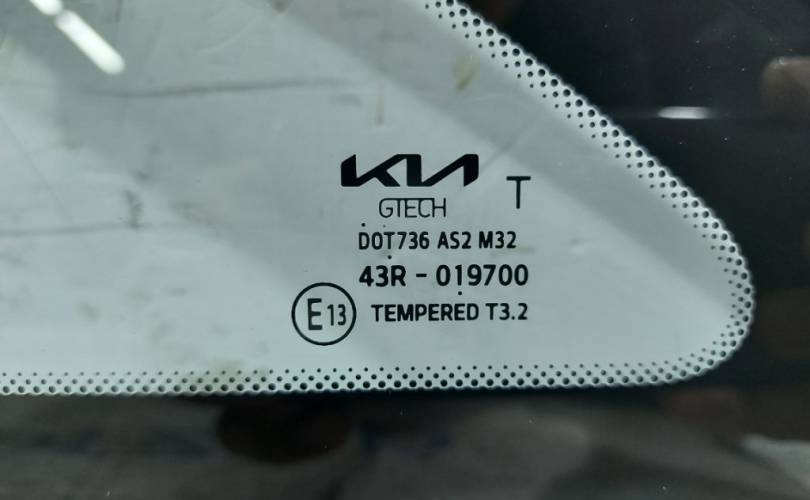 KIA T
GTECH
DOT736 AS2 M32
43R - 019700
E13 TEMPERED T3.2